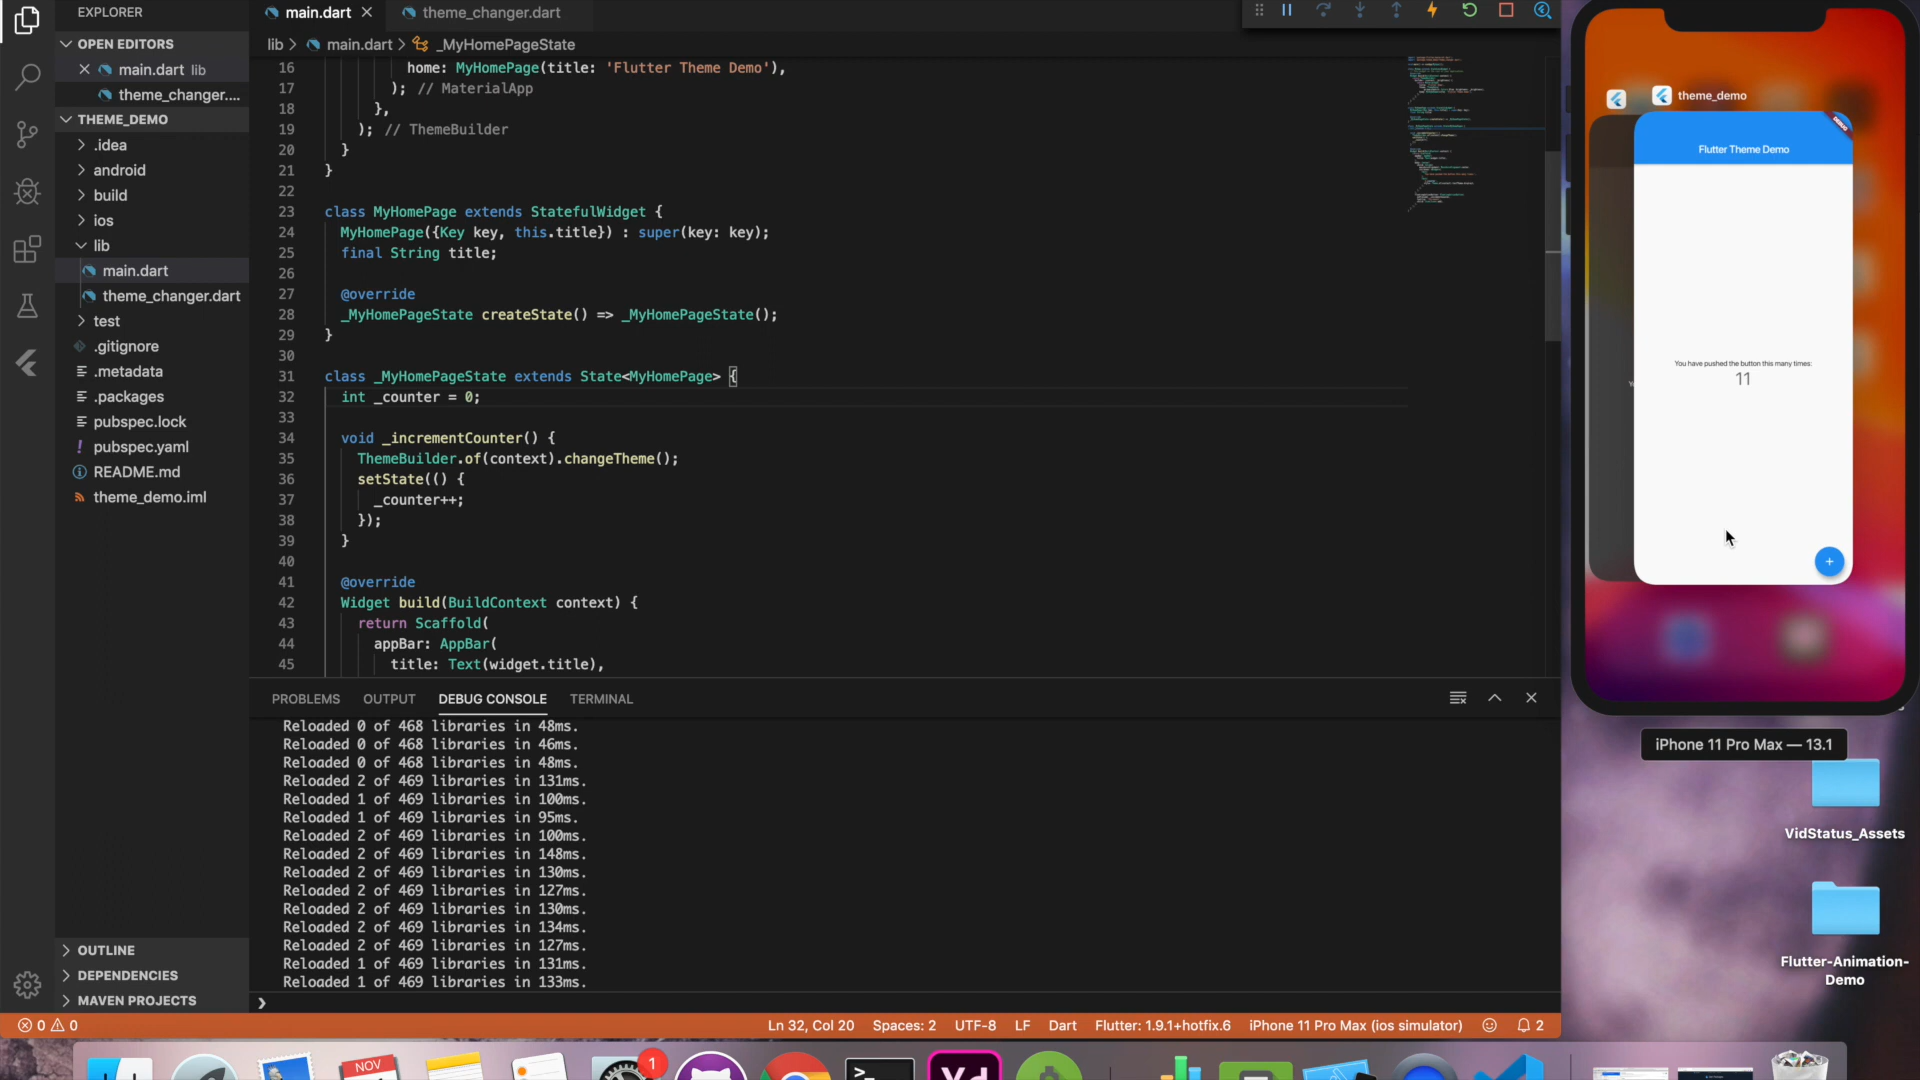 EXPLORER
OPEN EDITORS
main.dart lib
theme_changer....
THEME_DEMO
.idea
android
build
ios
lib
main.dart
theme_changer.dart
test
.gitignore
.metadata
.packages
pubspec.lock
pubspec.yaml
README.md
theme_demo.iml
OUTLINE
DEPENDENCIES
MAVEN PROJECTS
main.dart
theme_changer.dart
lib > main.dart > _MyHomePageState
16 home: MyHomePage(title: 'Flutter Theme Demo'),
17 ); // MaterialApp
18 },
19 ); // ThemeBuilder
20 }
21 }
22
23 class MyHomePage extends StatefulWidget {
24 MyHomePage({Key key, this.title}) : super(key: key);
25 final String title;
26
27 @override
28 _MyHomePageState createState() => _MyHomePageState();
29 }
30
31 class _MyHomePageState extends State<MyHomePage> {
32 int _counter = 0;
33
34 void _incrementCounter() {
35 ThemeBuilder.of(context).changeTheme();
36 setState(() {
37 _counter++;
38 });
39 }
40
41 @override
42 Widget build(BuildContext context) {
43 return Scaffold(
44 appBar: AppBar(
45 title: Text(widget.title),
PROBLEMS OUTPUT DEBUG CONSOLE TERMINAL
Reloaded 0 of 468 libraries in 48ms.
Reloaded 0 of 468 libraries in 46ms.
Reloaded 0 of 468 libraries in 48ms.
Reloaded 2 of 469 libraries in 131ms.
Reloaded 1 of 469 libraries in 100ms.
Reloaded 1 of 469 libraries in 95ms.
Reloaded 2 of 469 libraries in 100ms.
Reloaded 2 of 469 libraries in 148ms.
Reloaded 2 of 469 libraries in 130ms.
Reloaded 2 of 469 libraries in 127ms.
Reloaded 2 of 469 libraries in 130ms.
Reloaded 2 of 469 libraries in 134ms.
Reloaded 2 of 469 libraries in 127ms.
Reloaded 1 of 469 libraries in 131ms.
Reloaded 1 of 469 libraries in 133ms.
0 0
Ln 32, Col 20 Spaces: 2 UTF-8 LF Dart Flutter: 1.9.1+hotfix.6 iPhone 11 Pro Max (ios simulator) 2
theme_demo
DEBUG
Flutter Theme Demo
You have pushed the button this many times:
11
iPhone 11 Pro Max — 13.1
VidStatus_Assets
Flutter-Animation-
Demo
NOV
1
Xd